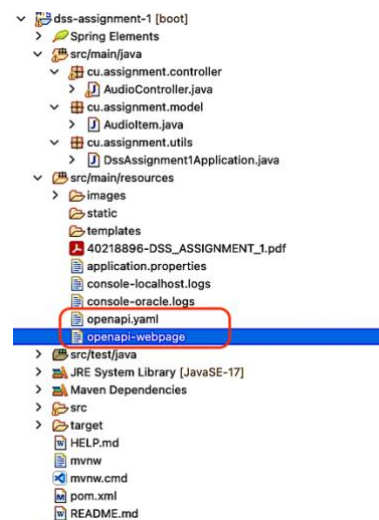 dss-assignment-1 [boot]
Spring Elements
src/main/java
cu.assignment.controller
AudioController.java
cu.assignment.model
AudioItem.java
cu.assignment.utils
DssAssignment1Application.java
src/main/resources
images
static
templates
40218896-DSS_ASSIGNMENT_1.pdf
application.properties
console-localhost.logs
console-oracle.logs
openapi.yaml
openapi-webpage
src/test/java
JRE System Library [JavaSE-17]
Maven Dependencies
src
target
HELP.md
mvnw
mvnw.cmd
pom.xml
README.md